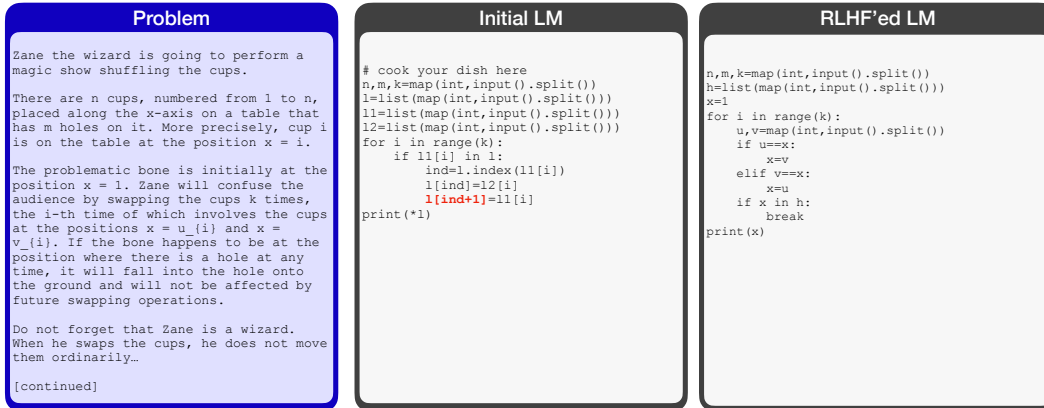 Problem
Zane the wizard is going to perform a
magic show shuffling the cups.
There are n cups, numbered from 1 to n,
placed along the x-axis on a table that
has m holes on it. More precisely, cup i
is on the table at the position x = i.
The problematic bone is initially at the
position x = 1. Zane will confuse the
audience by swapping the cups k times,
the i-th time of which involves the cups
at the positions x = u_{i} and x =
v_{i}. If the bone happens to be at the
position where there is a hole at any
time, it will fall into the hole onto
the ground and will not be affected by
future swapping operations.
Do not forget that Zane is a wizard.
When he swaps the cups, he does not move
them ordinarily…
[continued]
Initial LM
# cook your dish here
n,m,k=map(int,input().split())
l=list(map(int,input().split()))
l1=list(map(int,input().split()))
l2=list(map(int,input().split()))
for i in range(k):
    if l1[i] in l:
        ind=l.index(l1[i])
        l[ind]=l2[i]
        l[ind+1]=l1[i]
print(*l)
RLHF'ed LM
n,m,k=map(int,input().split())
h=list(map(int,input().split()))
x=1
for i in range(k):
    u,v=map(int,input().split())
    if u==x:
        x=v
    elif v==x:
        x=u
    if x in h:
        break
print(x)